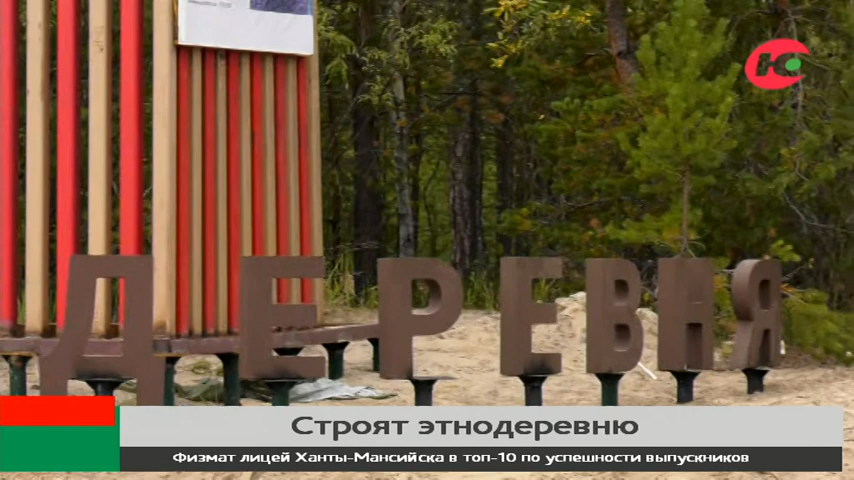 ДЕРЕВНЯ
Строят этнодеревню
Физмат лицей Ханты-Мансийска в топ-10 по успешности выпускников